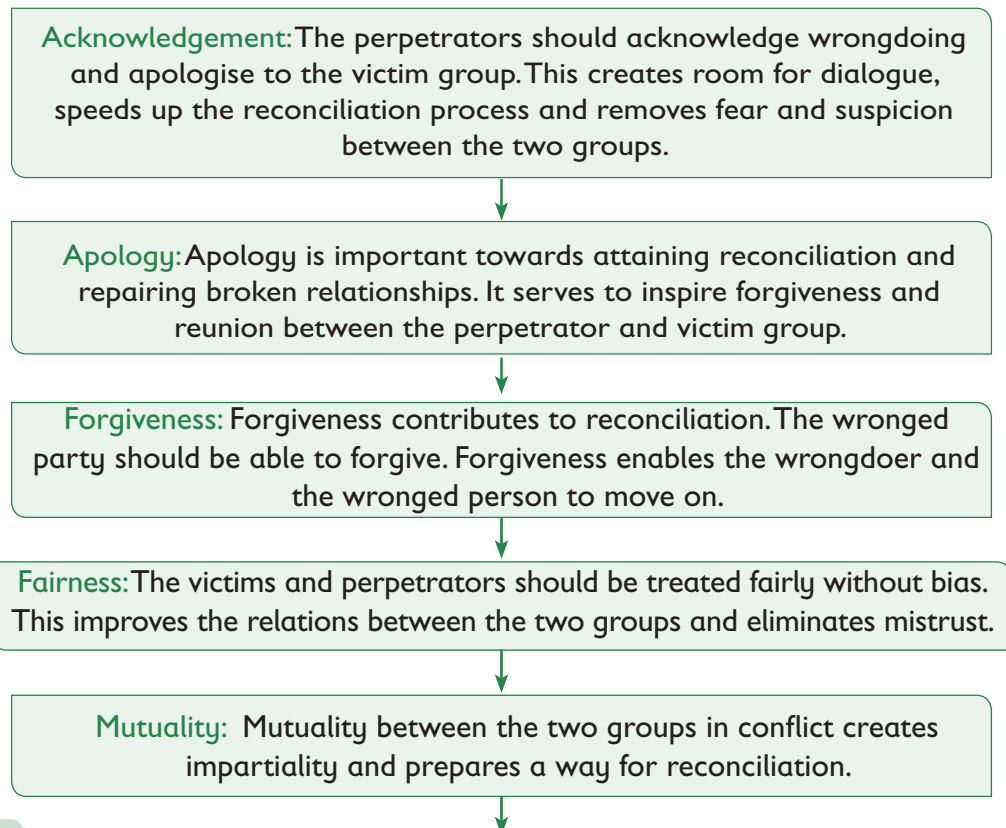 Acknowledgement: The perpetrators should acknowledge wrongdoing
and apologise to the victim group. This creates room for dialogue,
speeds up the reconciliation process and removes fear and suspicion
between the two groups.
Apology: Apology is important towards attaining reconciliation and
repairing broken relationships. It serves to inspire forgiveness and
reunion between the perpetrator and victim group.
Forgiveness: Forgiveness contributes to reconciliation. The wronged
party should be able to forgive. Forgiveness enables the wrongdoer and
the wronged person to move on.
Fairness: The victims and perpetrators should be treated fairly without bias.
This improves the relations between the two groups and eliminates mistrust.
Mutuality: Mutuality between the two groups in conflict creates
impartiality and prepares a way for reconciliation.